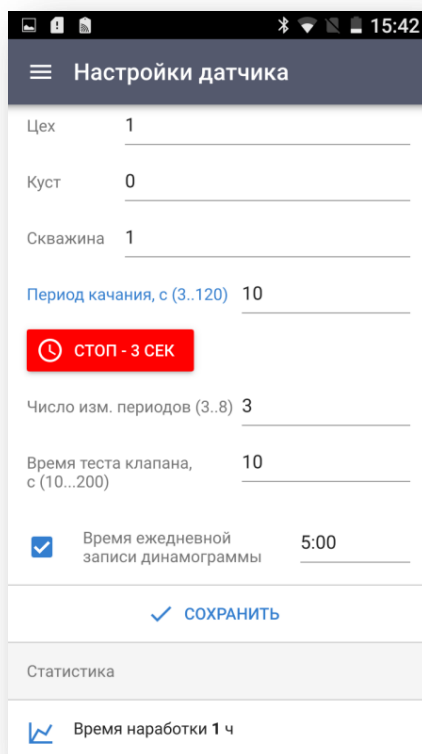 15:42
Настройки датчика
Цех 1
Куст 0
Скважина 1
Период качания, с (3..120) 10
СТОП - 3 СЕК
Число изм. периодов (3..8) 3
Время теста клапана, 10
с (10...200)
Время ежедневной 5:00
записи динамограммы
СОХРАНИТЬ
Статистика
Время наработки 1 ч